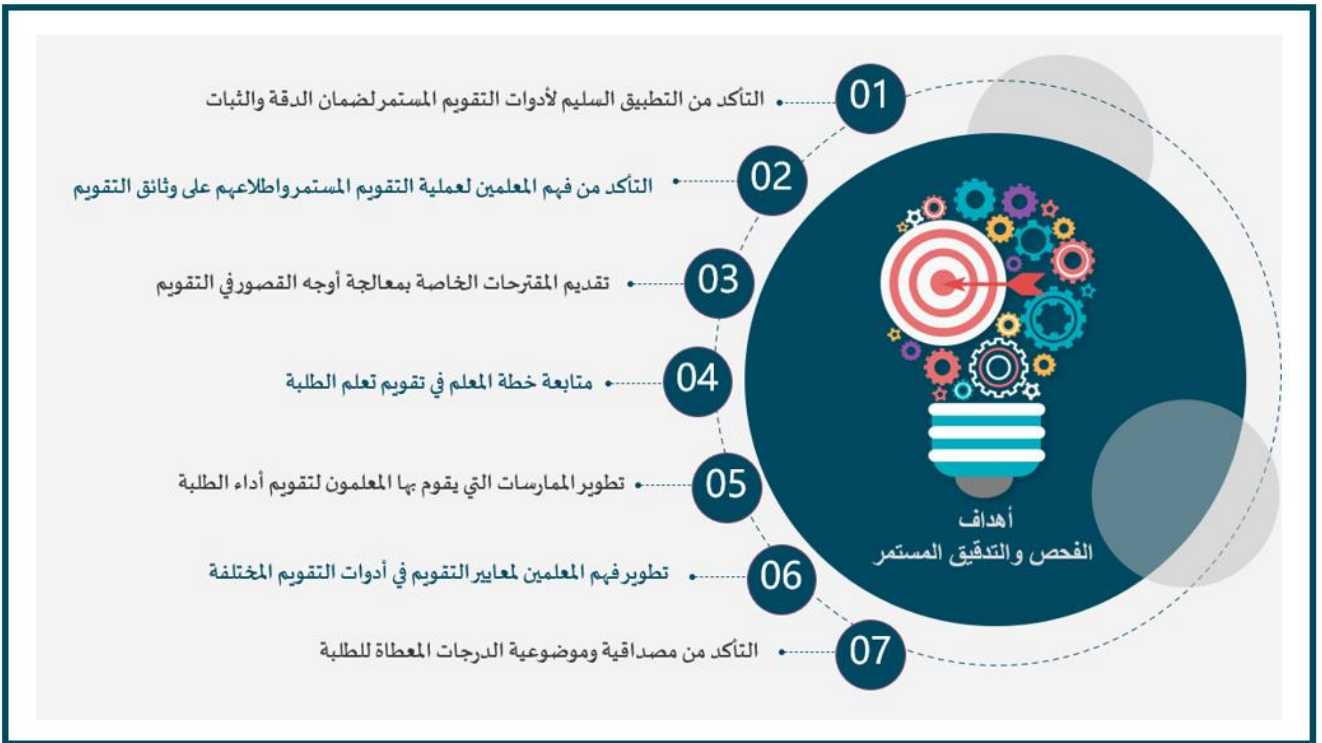 01
التأكد من التطبيق السليم لأدوات التقويم المستمر لضمان الدقة والثبات
02
التأكد من فهم المعلمين لعملية التقويم المستمر واطلاعهم على وثائق التقويم
03
تقديم المقترحات الخاصة بمعالجة أوجه القصور في التقويم
04
متابعة خطة المعلم في تقويم تعلم الطلبة
05
تطوير الممارسات التي يقوم بها المعلمون لتقويم أداء الطلبة
06
تطوير فهم المعلمين لمعايير التقويم في أدوات التقويم المختلفة
07
التأكد من مصداقية وموضوعية الدرجات المعطاة للطلبة
أهداف
الفحص والتدقيق المستمر